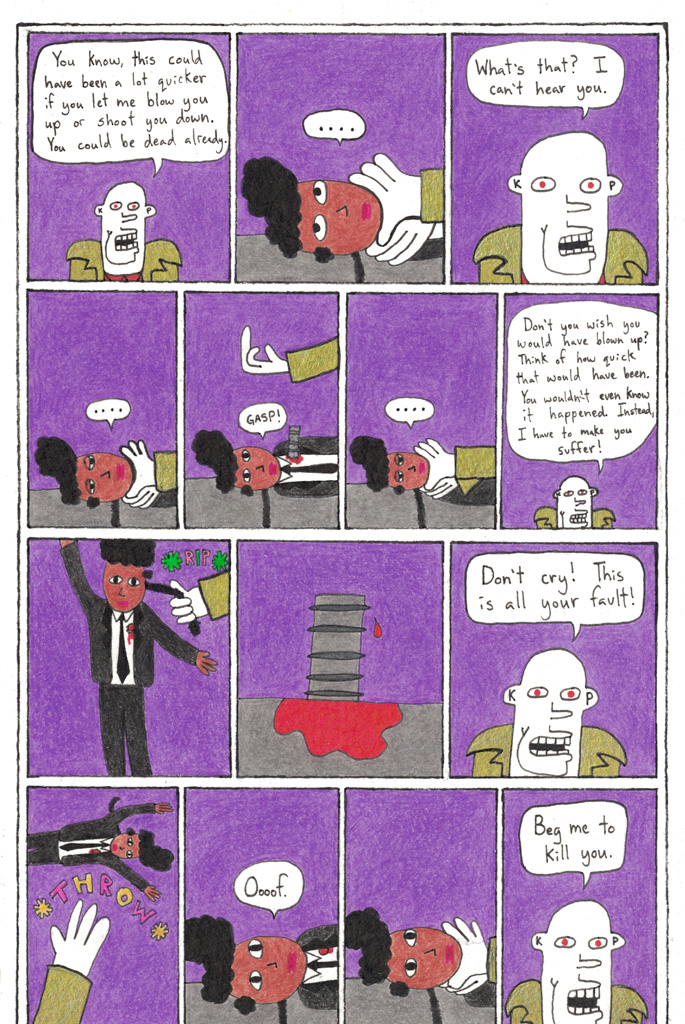 You know, this could
have been a lot quicker
if you let me blow you
up or shoot you down.
You could be dead already.
....
What's that? I
can't hear you.
K P
....
GASP!
....
Don't you wish you
would have blown up?
Think of how quick
that would have been.
You wouldn't even know
it happened. Instead,
I have to make you
suffer!
*RIP*
Don't cry! This
is all your fault!
K P
*THROW*
Ooof.
Beg me to
kill you.
K P